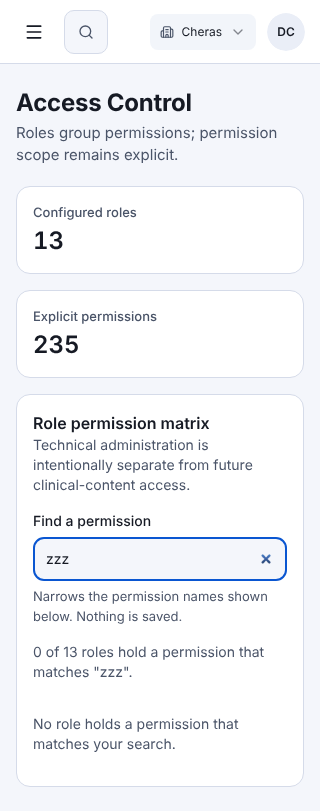 Cheras
DC
Access Control
Roles group permissions; permission
scope remains explicit.
Configured roles
13
Explicit permissions
235
Role permission matrix
Technical administration is
intentionally separate from future
clinical-content access.
Find a permission
zzz
Narrows the permission names shown
below. Nothing is saved.
0 of 13 roles hold a permission that
matches "zzz".
No role holds a permission that
matches your search.